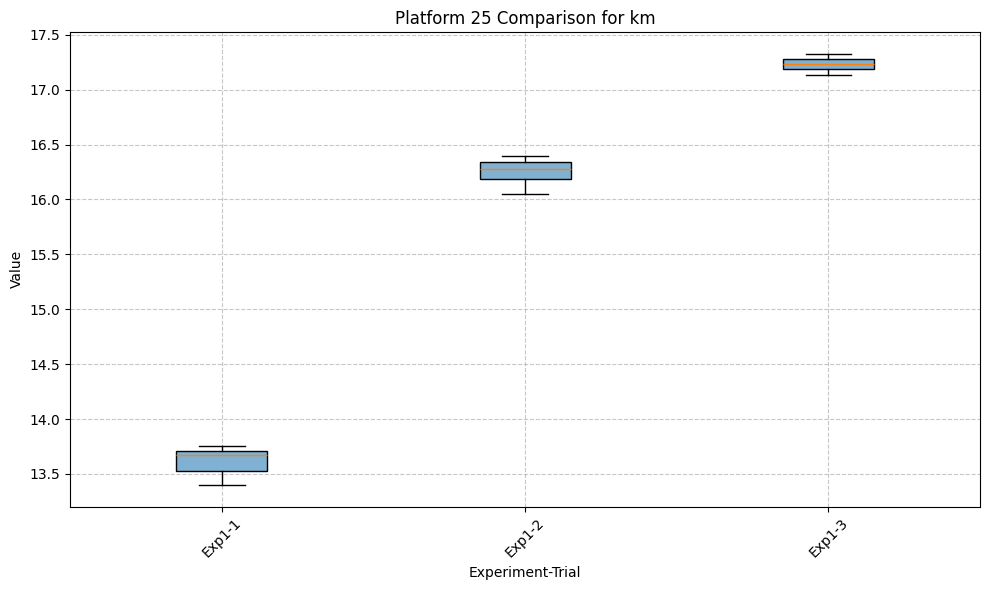 Platform 25 Comparison for km
Value
17.5
17.0
16.5
16.0
15.5
15.0
14.5
14.0
13.5
Exp1-1
Exp1-2
Exp1-3
Experiment-Trial